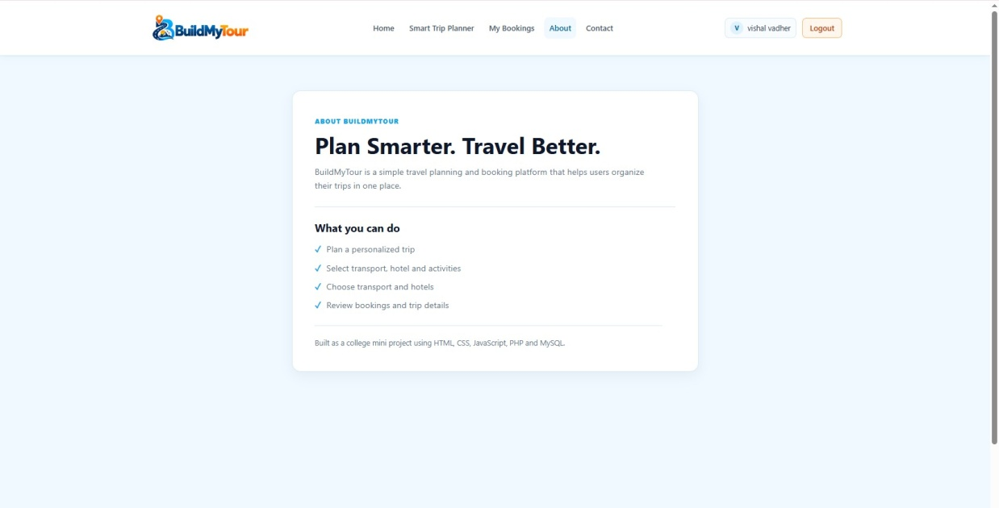 BuildMyTour
Home
Smart Trip Planner
My Bookings
About
Contact
V
vishal vadher
Logout
ABOUT BUILDMYTOUR
Plan Smarter. Travel Better.
BuildMyTour is a simple travel planning and booking platform that helps users organize
their trips in one place.
What you can do
✓ Plan a personalized trip
✓ Select transport, hotel and activities
✓ Choose transport and hotels
✓ Review bookings and trip details
Built as a college mini project using HTML, CSS, JavaScript, PHP and MySQL.